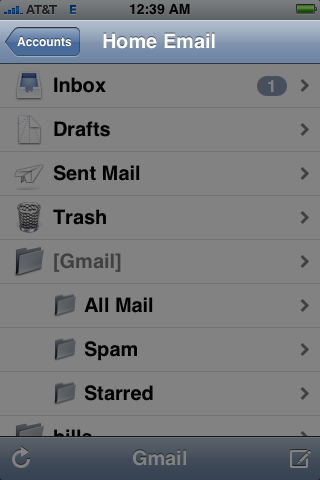 AT&T E 12:39 AM
Accounts Home Email
Inbox 1
Drafts
Sent Mail
Trash
[Gmail]
All Mail
Spam
Starred
bills
Gmail